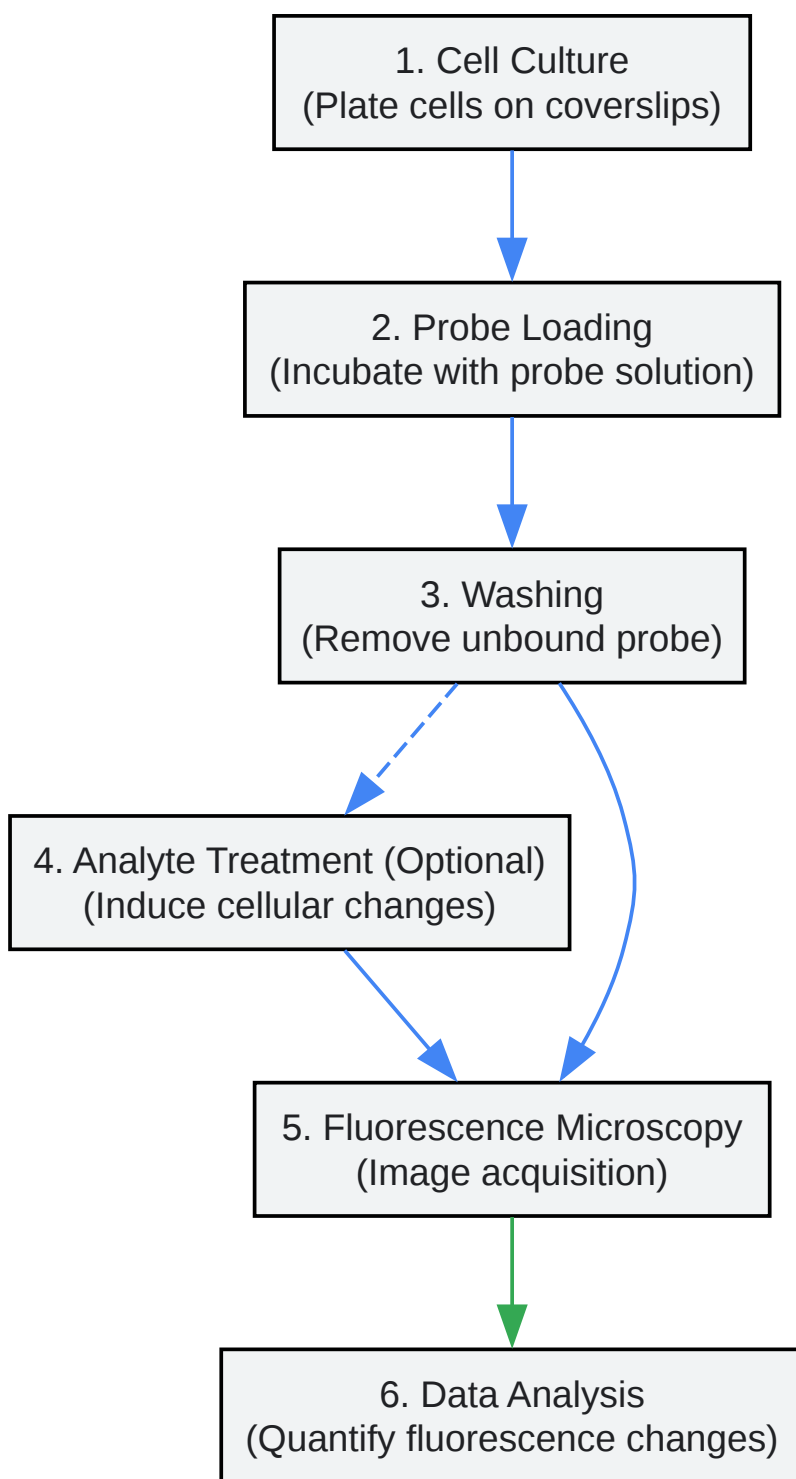 1. Cell Culture
(Plate cells on coverslips)
2. Probe Loading
(Incubate with probe solution)
3. Washing
(Remove unbound probe)
4. Analyte Treatment (Optional)
(Induce cellular changes)
5. Fluorescence Microscopy
(Image acquisition)
6. Data Analysis
(Quantify fluorescence changes)